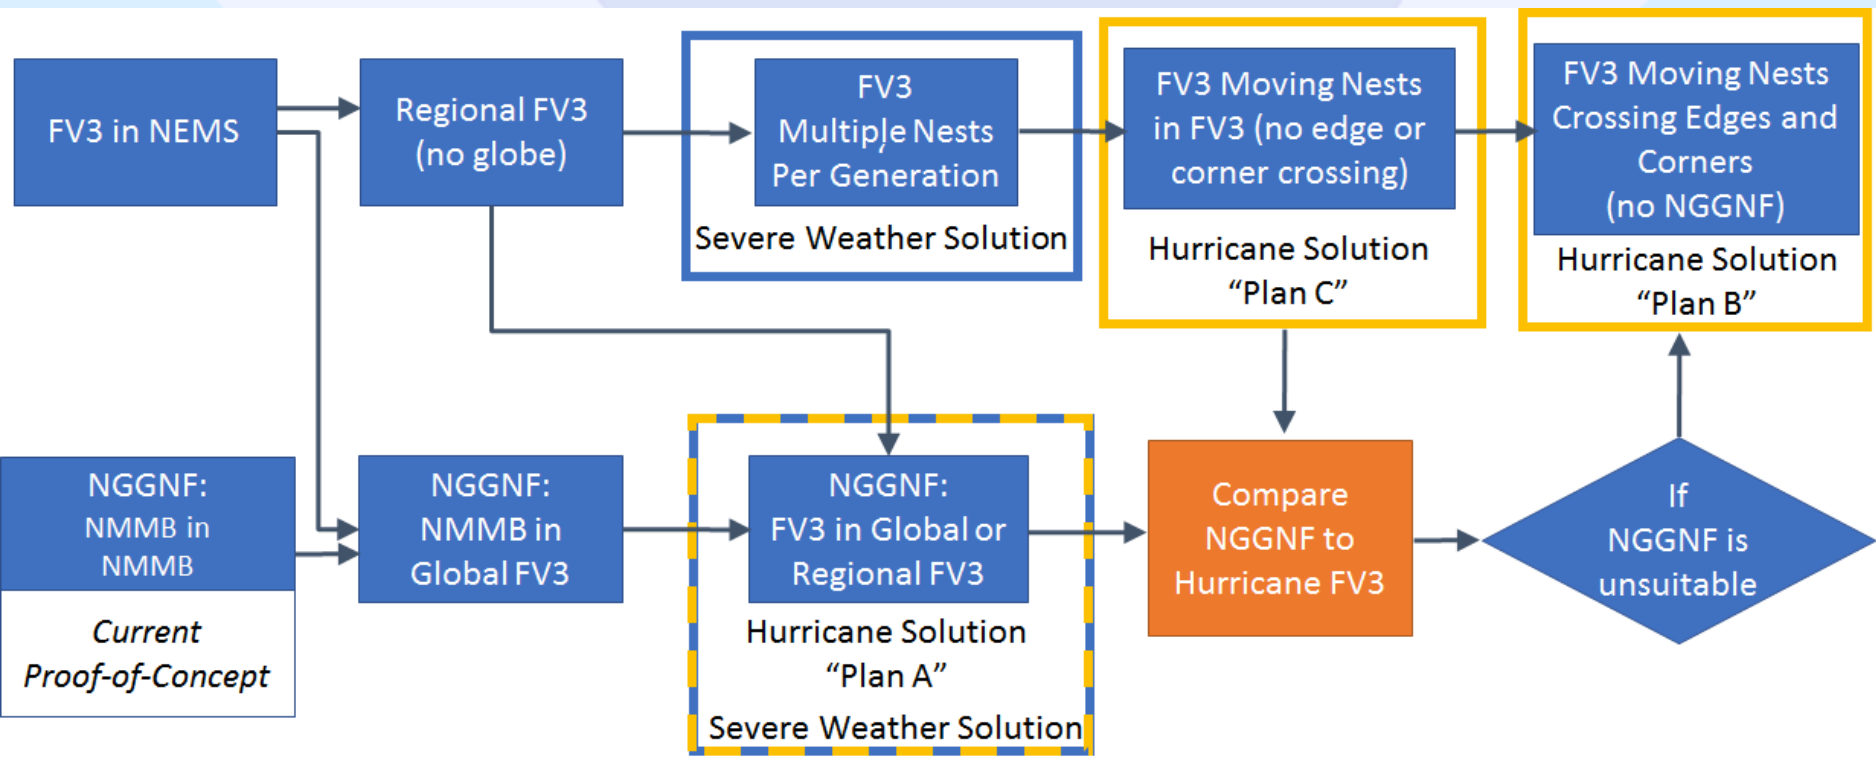 FV3 in NEMS
Regional FV3
(no globe)
FV3
Multiple Nests
Per Generation
Severe Weather Solution
FV3 Moving Nests
in FV3 (no edge or
corner crossing)
Hurricane Solution
“Plan C”
FV3 Moving Nests
Crossing Edges and
Corners
(no NGGNF)
Hurricane Solution
“Plan B”
NGGNF:
NMMB in
NMMB
Current
Proof-of-Concept
NGGNF:
NMMB in
Global FV3
NGGNF:
FV3 in Global or
Regional FV3
Hurricane Solution
“Plan A”
Severe Weather Solution
Compare
NGGNF to
Hurricane FV3
If
NGGNF is
unsuitable